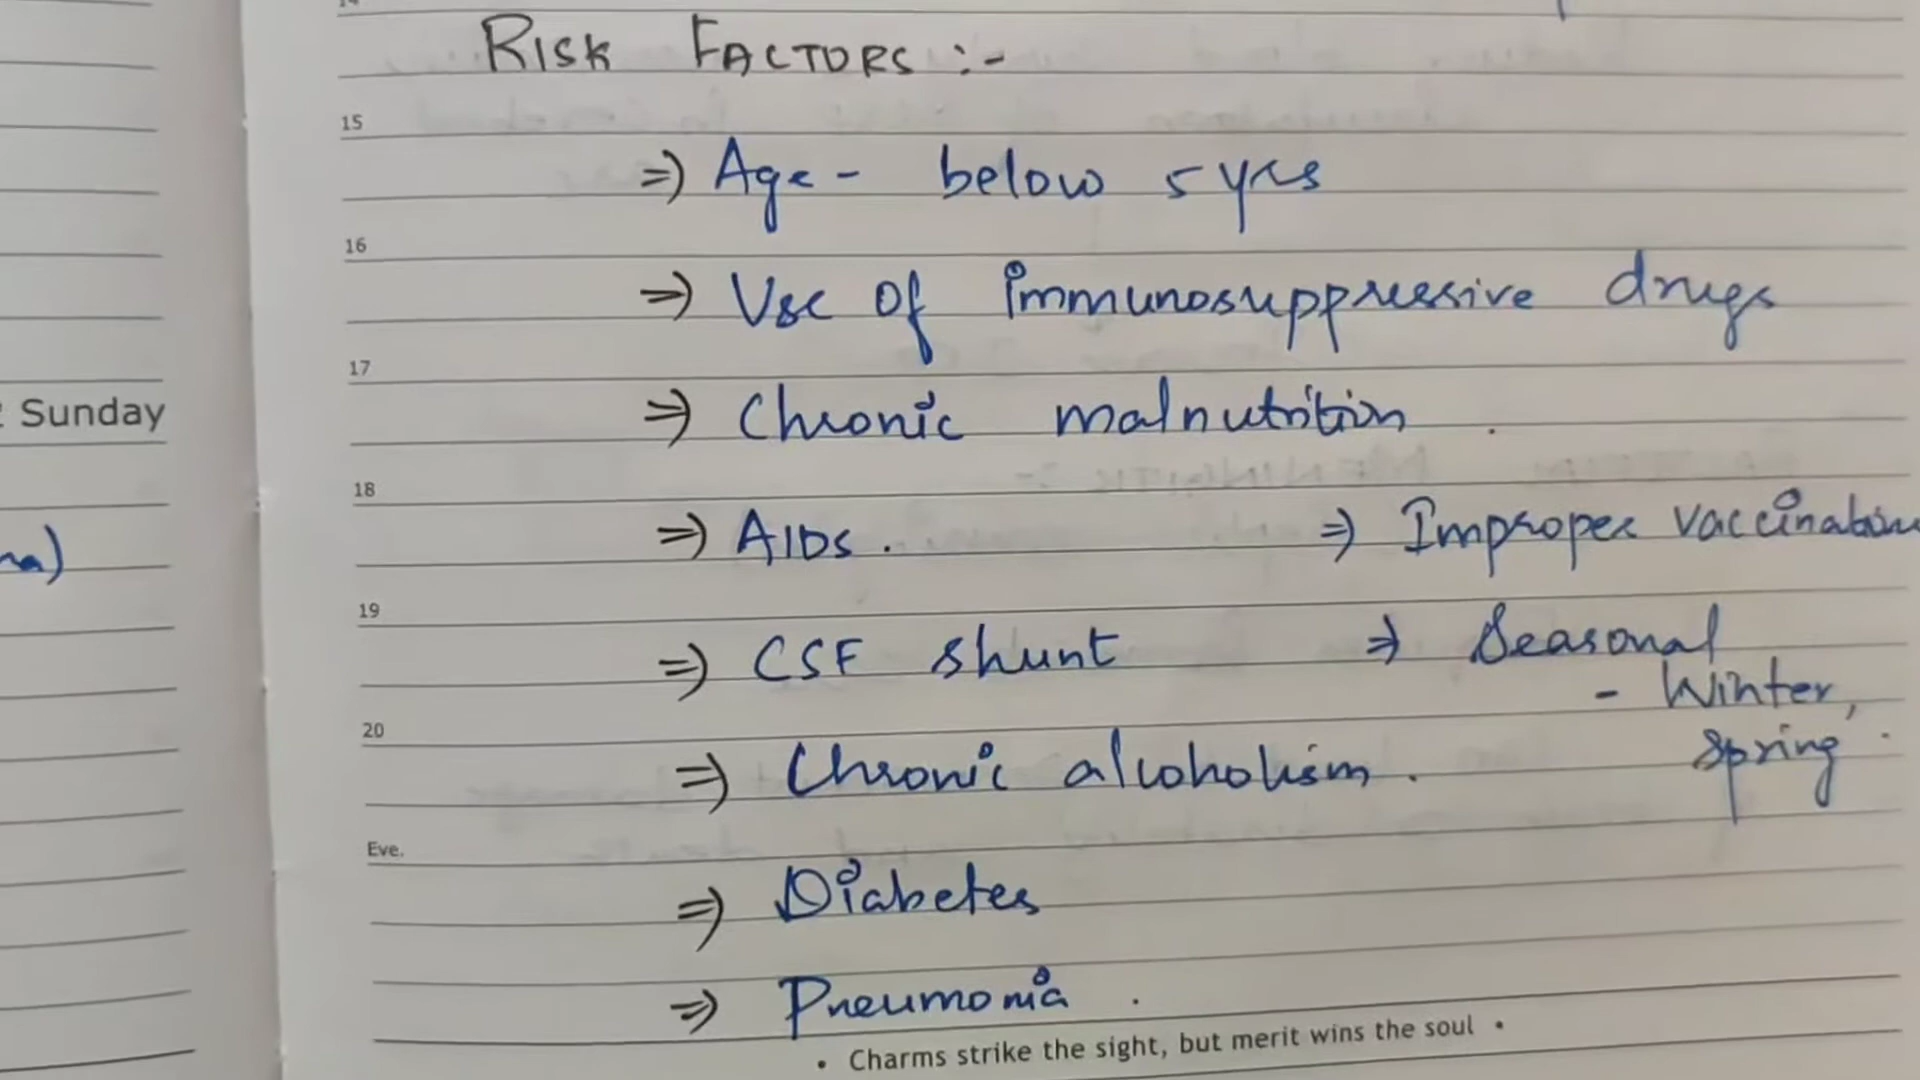 RISK FACTORS :-
15
⇒ Age - below 5 yrs
16
⇒ Use of immunosuppressive drugs
17
⇒ Chronic malnutrition .
18
⇒ AIDS .
⇒ Improper vaccination
19
⇒ CSF shunt
⇒ Seasonal
- Winter,
spring .
20
⇒ Chronic alcoholism .
Eve.
⇒ Diabetes
⇒ Pneumonia .
• Charms strike the sight, but merit wins the soul •
Sunday